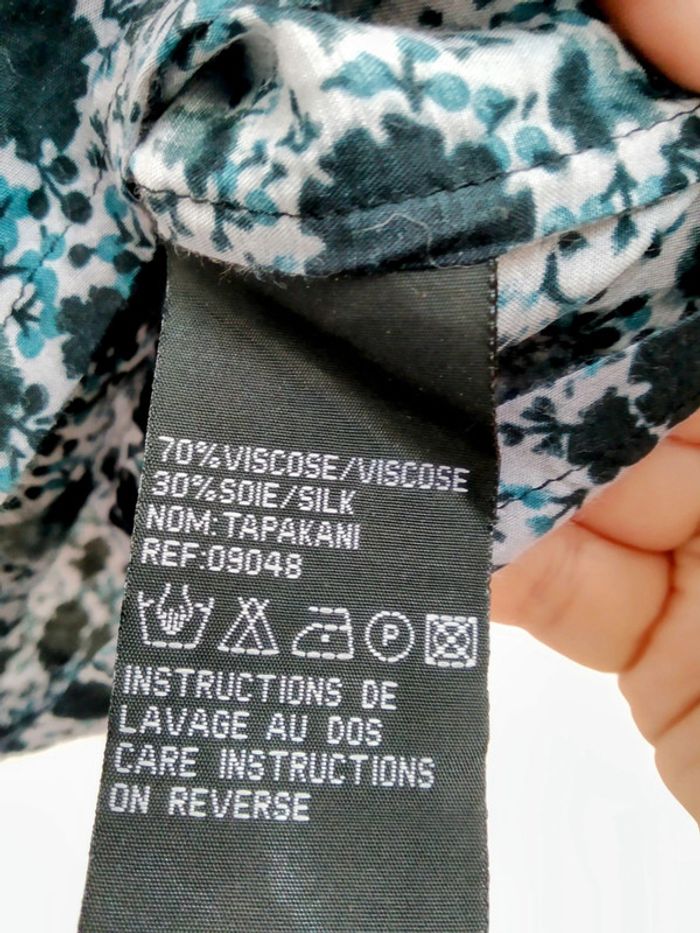 70%VISCOSE/VISCOSE
30%SOIE/SILK
NOM:TAPAKANI
REF:09048
P
INSTRUCTIONS DE
LAVAGE AU DOS
CARE INSTRUCTIONS
ON REVERSE